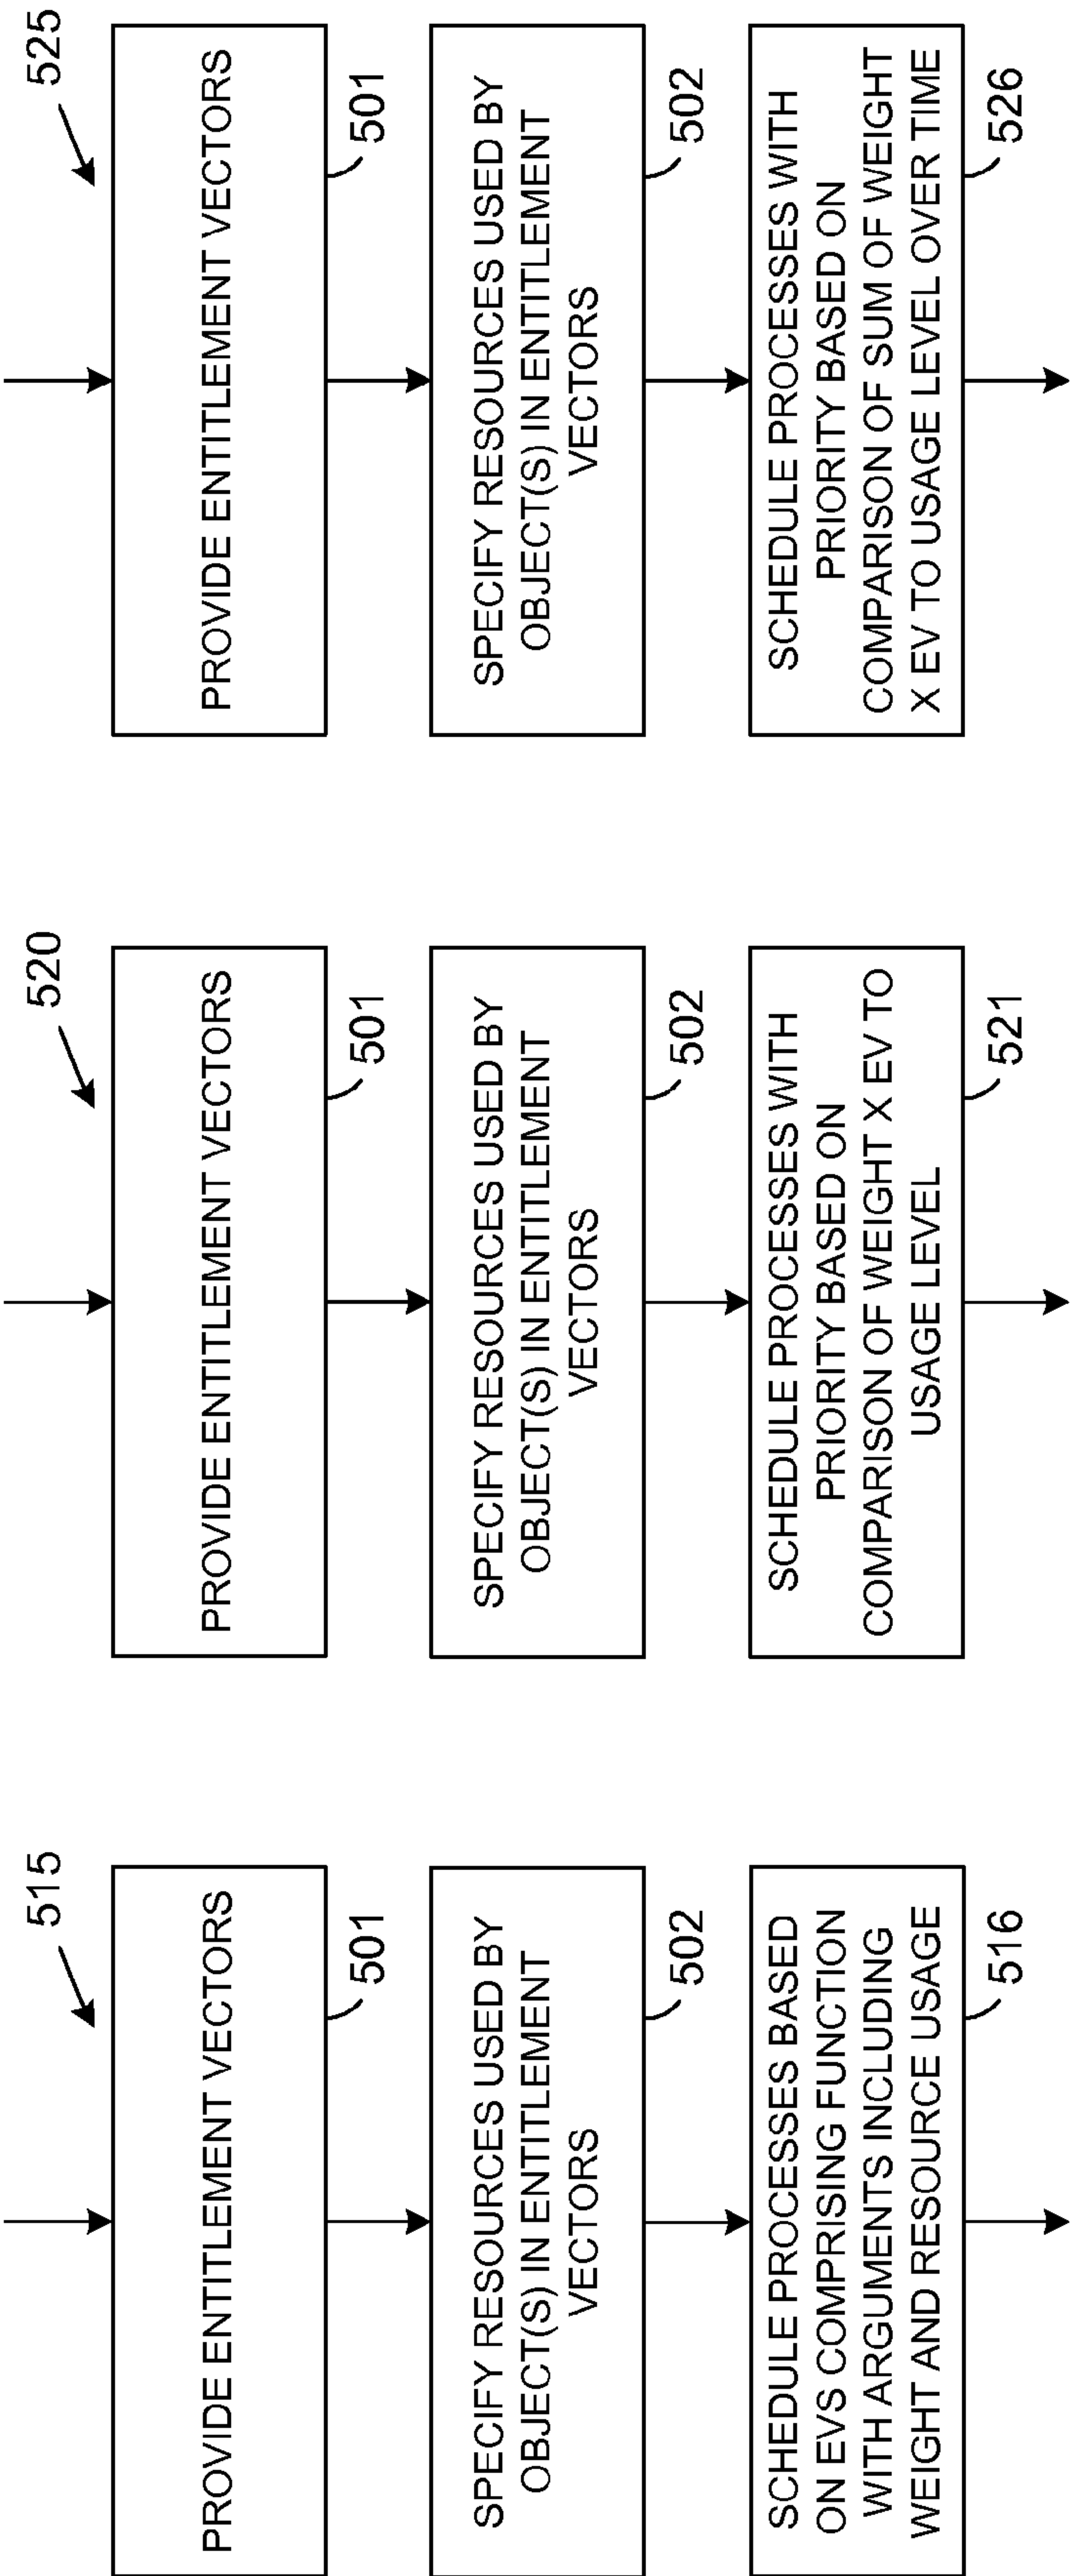 515
PROVIDE ENTITLEMENT VECTORS
501
SPECIFY RESOURCES USED BY
OBJECT(S) IN ENTITLEMENT
VECTORS
502
SCHEDULE PROCESSES BASED
ON EVS COMPRISING FUNCTION
WITH ARGUMENTS INCLUDING
WEIGHT AND RESOURCE USAGE
516
520
PROVIDE ENTITLEMENT VECTORS
501
SPECIFY RESOURCES USED BY
OBJECT(S) IN ENTITLEMENT
VECTORS
502
SCHEDULE PROCESSES WITH
PRIORITY BASED ON
COMPARISON OF WEIGHT X EV TO
USAGE LEVEL
521
525
PROVIDE ENTITLEMENT VECTORS
501
SPECIFY RESOURCES USED BY
OBJECT(S) IN ENTITLEMENT
VECTORS
502
SCHEDULE PROCESSES WITH
PRIORITY BASED ON
COMPARISON OF SUM OF WEIGHT
X EV TO USAGE LEVEL OVER TIME
526